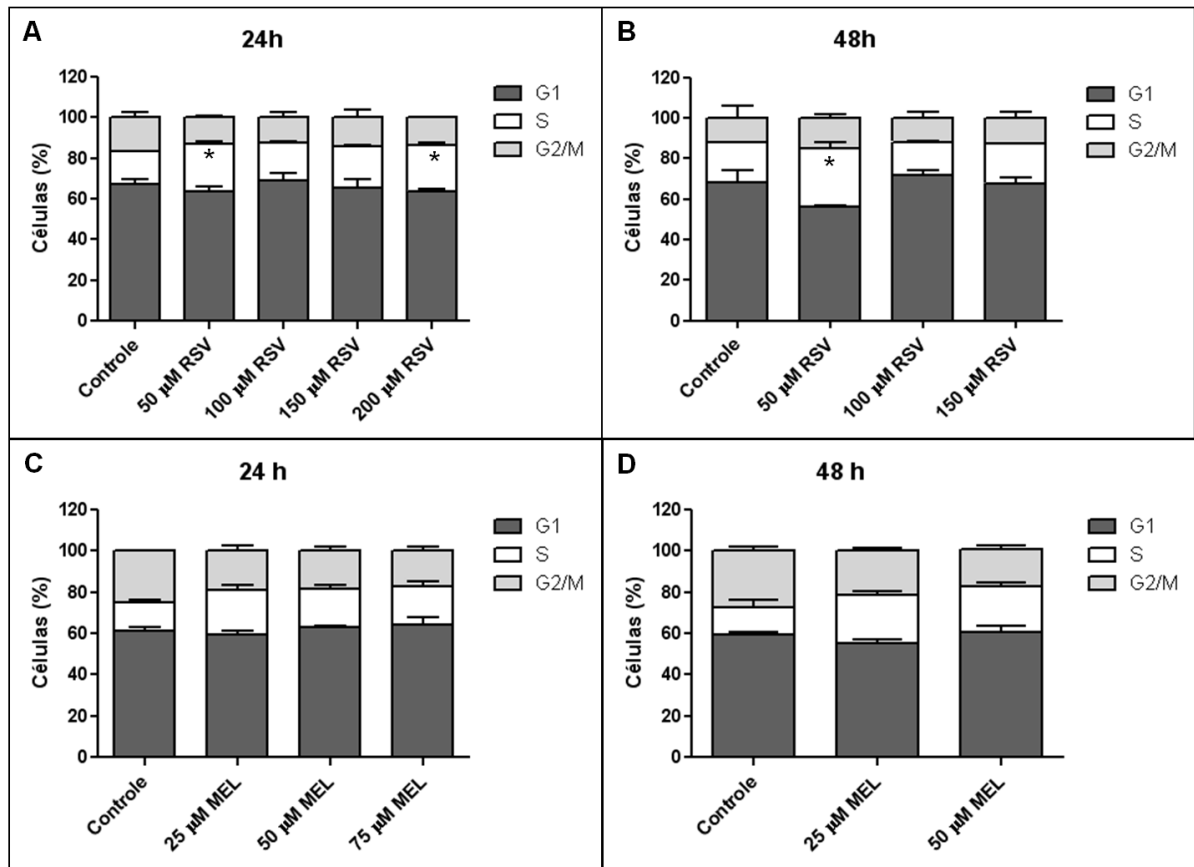 A
24h
Células (%)
120
100
80
60
40
20
0
Controle
50 µM RSV
100 µM RSV
150 µM RSV
200 µM RSV
*
*
G1
S
G2/M
B
48h
Células (%)
120
100
80
60
40
20
0
Controle
50 µM RSV
100 µM RSV
150 µM RSV
*
G1
S
G2/M
C
24 h
Células (%)
120
100
80
60
40
20
0
Controle
25 µM MEL
50 µM MEL
75 µM MEL
G1
S
G2/M
D
48 h
Células (%)
120
100
80
60
40
20
0
Controle
25 µM MEL
50 µM MEL
G1
S
G2/M